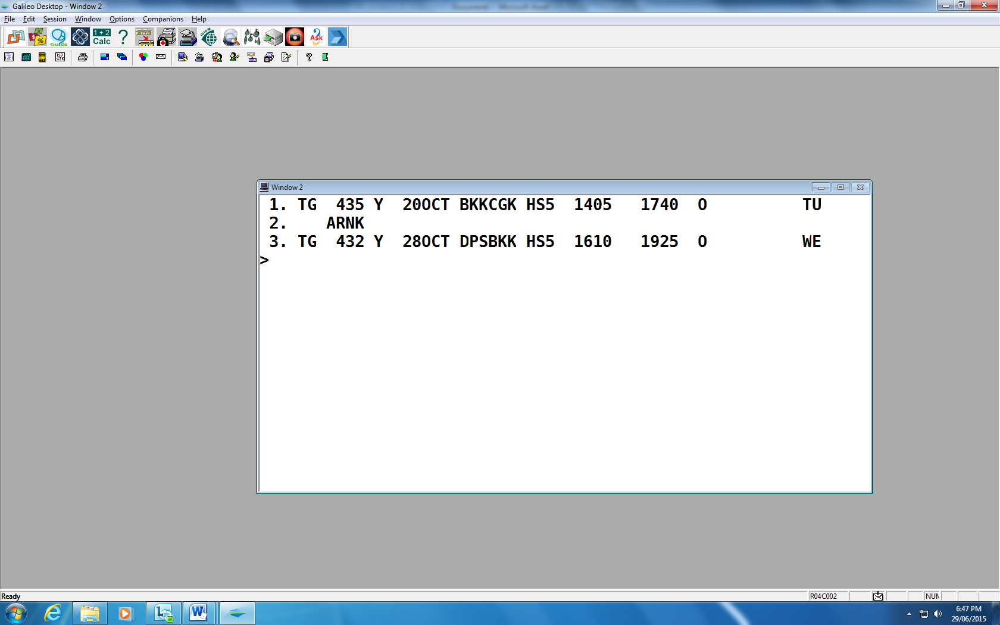 Galileo Desktop - Window 2
File Edit Session Window Options Companions Help
Guide
1 + 2
Calc
?
IDIOM
?
Ask
Window 2
1. TG 435 Y 20OCT BKKCGK HS5 1405 1740 O TU
2. ARNK
3. TG 432 Y 28OCT DPSBKK HS5 1610 1925 O WE
>
Ready
R04C002
NUM
6:47 PM
29/06/2015